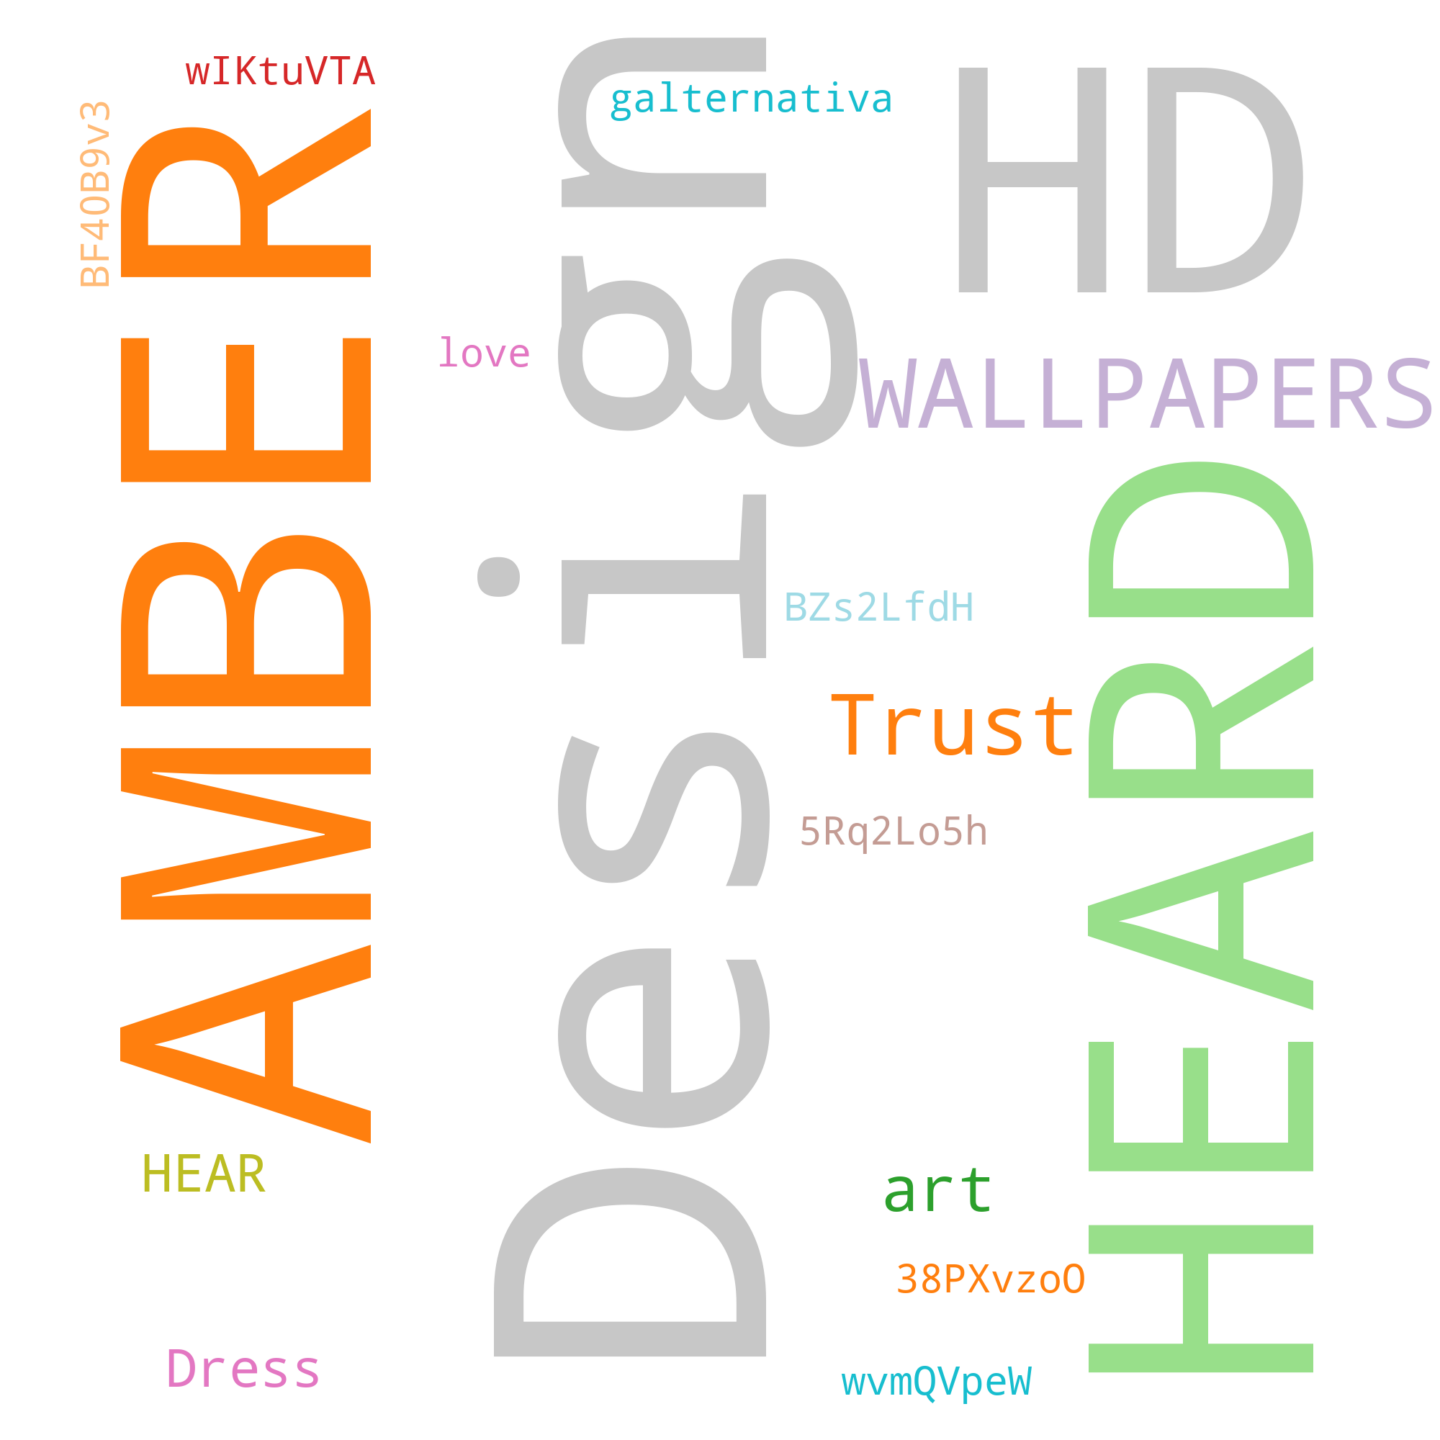 wIKtuVTA
BF40B9v3
AMBER
galternativa
Design
HD
love
WALLPAPERS
HEARD
BZs2LfdH
Trust
5Rq2Lo5h
HEAR
art
38PXvzoO
Dress
wvmQVpeW